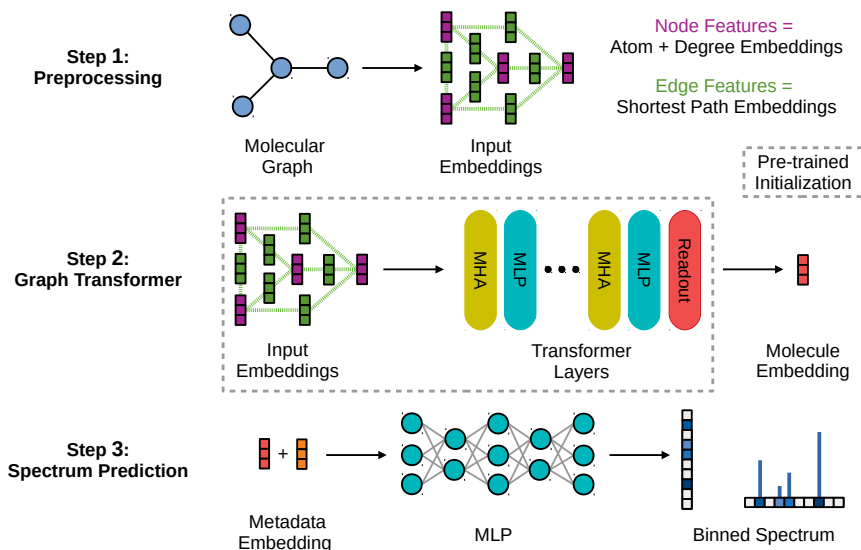 Step 1:
Preprocessing
Molecular
Graph
Input
Embeddings
Node Features =
Atom + Degree Embeddings
Edge Features =
Shortest Path Embeddings
Pre-trained
Initialization
Step 2:
Graph Transformer
Input
Embeddings
MHA
MLP
MHA
MLP
Readout
Transformer
Layers
Molecule
Embedding
Step 3:
Spectrum Prediction
+
Metadata
Embedding
MLP
Binned Spectrum